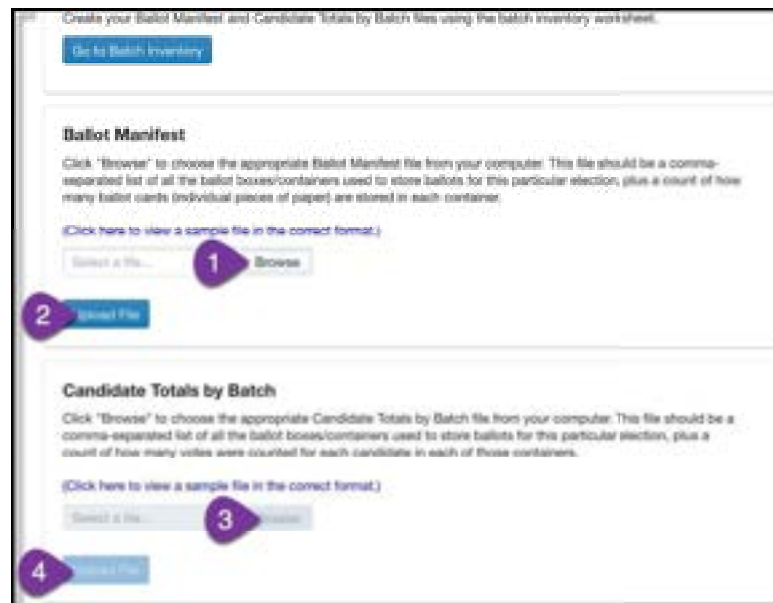 Create your Ballot Manifest and Candidate Totals by Batch files using the batch inventory worksheet.
Go to Batch Inventory
Ballot Manifest
Click "Browse" to choose the appropriate Ballot Manifest file from your computer. This file should be a comma-
separated list of all the ballot boxes/containers used to store ballots for this particular election, plus a count of how
many ballot cards (individual pieces of paper) are stored in each container.
(Click here to view a sample file in the correct format.)
Select a file... 1 Browse
2 Upload File
Candidate Totals by Batch
Click "Browse" to choose the appropriate Candidate Totals by Batch file from your computer. This file should be a
comma-separated list of all the ballot boxes/containers used to store ballots for this particular election, plus a
count of how many votes were counted for each candidate in each of those containers.
(Click here to view a sample file in the correct format.)
Select a file... 3 Browse
4 Upload File